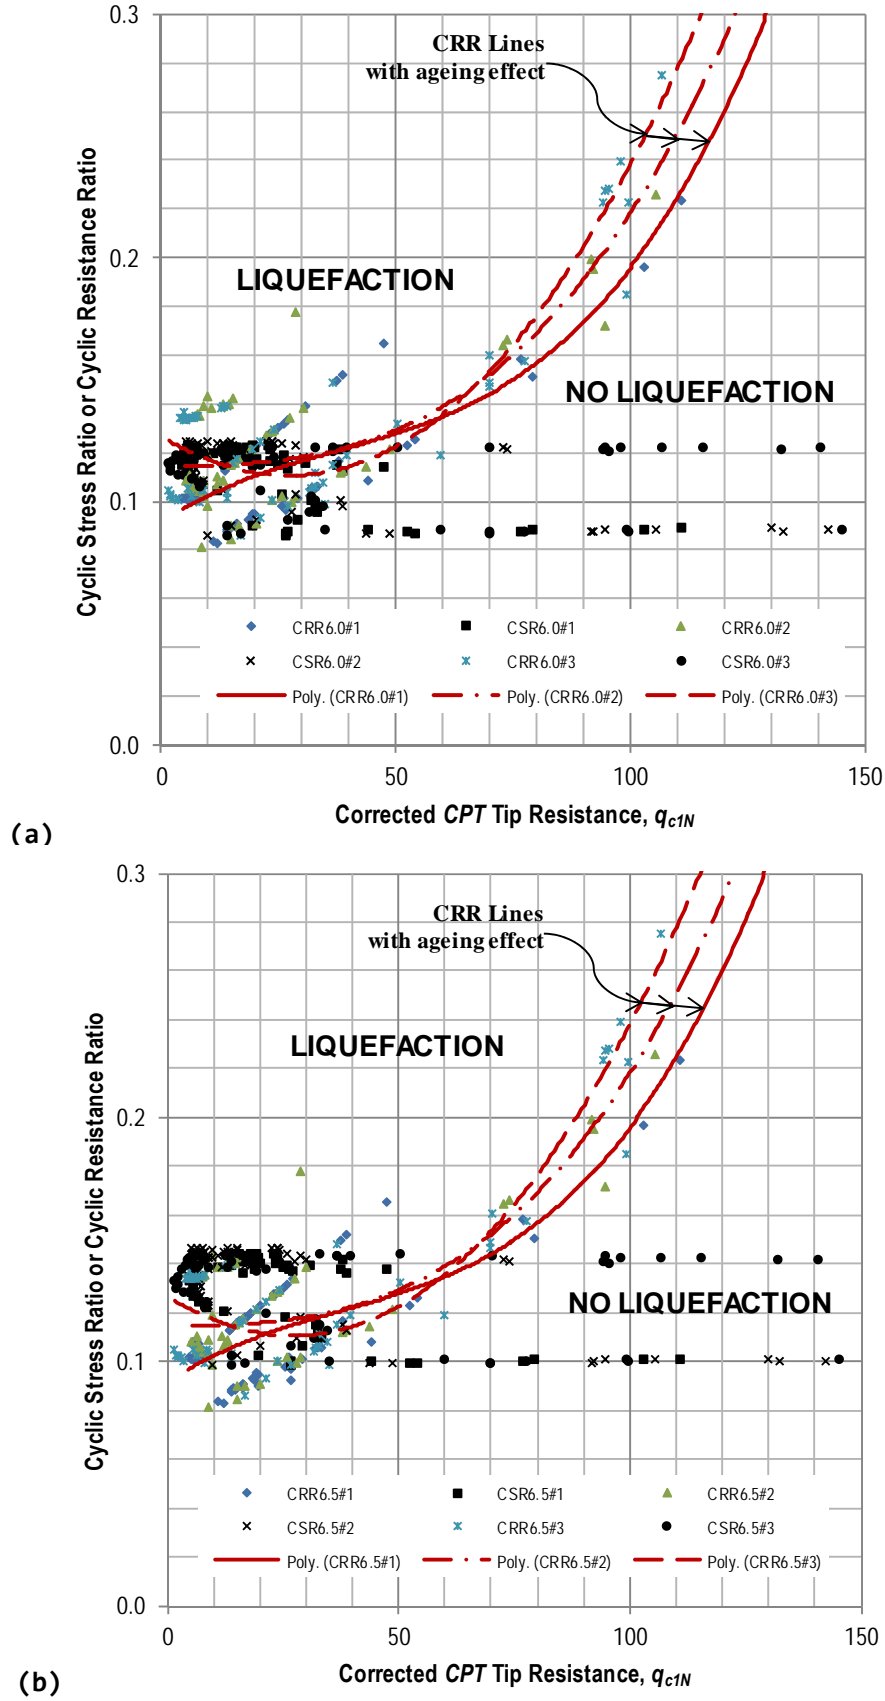 0.3
CRR Lines
with ageing effect
0.2
LIQUEFACTION
NO LIQUEFACTION
0.1
CRR6.0#1 CSR6.0#1 CRR6.0#2
CSR6.0#2 CRR6.0#3 CSR6.0#3
Poly. (CRR6.0#1) Poly. (CRR6.0#2) Poly. (CRR6.0#3)
0.0
0 50 100 150
Cyclic Stress Ratio or Cyclic Resistance Ratio
Corrected CPT Tip Resistance, qc1N
(a)
0.3
CRR Lines
with ageing effect
LIQUEFACTION
0.2
NO LIQUEFACTION
0.1
CRR6.5#1 CSR6.5#1 CRR6.5#2
CSR6.5#2 CRR6.5#3 CSR6.5#3
Poly. (CRR6.5#1) Poly. (CRR6.5#2) Poly. (CRR6.5#3)
0.0
0 50 100 150
Cyclic Stress Ratio or Cyclic Resistance Ratio
Corrected CPT Tip Resistance, qc1N
(b)